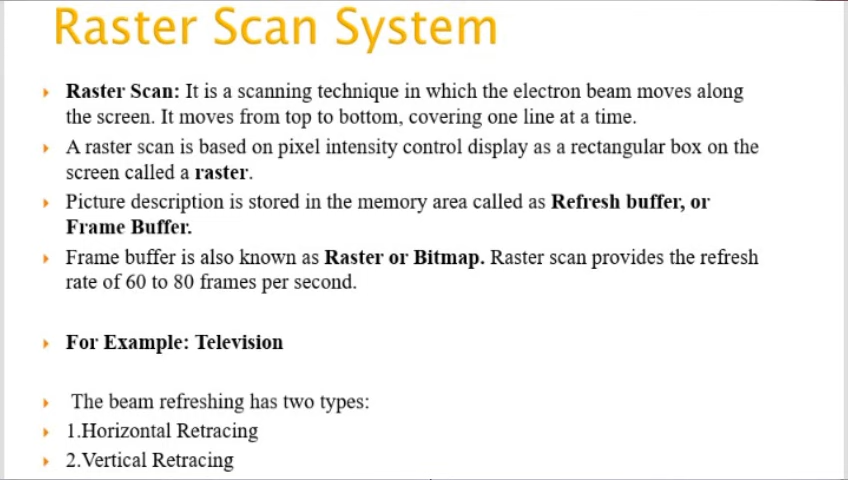 Raster Scan System
Raster Scan: It is a scanning technique in which the electron beam moves along
the screen. It moves from top to bottom, covering one line at a time.
A raster scan is based on pixel intensity control display as a rectangular box on the
screen called a raster.
Picture description is stored in the memory area called as Refresh buffer, or
Frame Buffer.
Frame buffer is also known as Raster or Bitmap. Raster scan provides the refresh
rate of 60 to 80 frames per second.
For Example: Television
The beam refreshing has two types:
1.Horizontal Retracing
2.Vertical Retracing